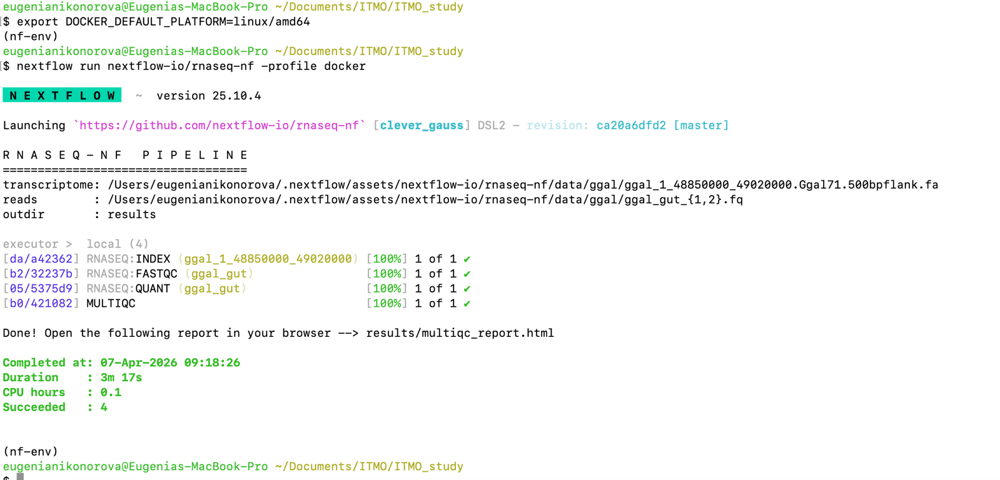 eugenianikonorova@Eugenias-MacBook-Pro ~/Documents/ITMO/ITMO_study
[$ export DOCKER_DEFAULT_PLATFORM=linux/amd64
(nf-env)
eugenianikonorova@Eugenias-MacBook-Pro ~/Documents/ITMO/ITMO_study
[$ nextflow run nextflow-io/rnaseq-nf -profile docker
N E X T F L O W ~ version 25.10.4
Launching `https://github.com/nextflow-io/rnaseq-nf` [clever_gauss] DSL2 - revision: ca20a6dfd2 [master]
R N A S E Q - N F P I P E L I N E
===================================
transcriptome: /Users/eugenianikonorova/.nextflow/assets/nextflow-io/rnaseq-nf/data/ggal/ggal_1_48850000_49020000.Ggal71.500bpflank.fa
reads : /Users/eugenianikonorova/.nextflow/assets/nextflow-io/rnaseq-nf/data/ggal/ggal_gut_{1,2}.fq
outdir : results
executor > local (4)
[da/a42362] RNASEQ:INDEX (ggal_1_48850000_49020000) [100%] 1 of 1 ✔
[b2/32237b] RNASEQ:FASTQC (ggal_gut) [100%] 1 of 1 ✔
[05/5375d9] RNASEQ:QUANT (ggal_gut) [100%] 1 of 1 ✔
[b0/421082] MULTIQC [100%] 1 of 1 ✔
Done! Open the following report in your browser --> results/multiqc_report.html
Completed at: 07-Apr-2026 09:18:26
Duration : 3m 17s
CPU hours : 0.1
Succeeded : 4
(nf-env)
eugenianikonorova@Eugenias-MacBook-Pro ~/Documents/ITMO/ITMO_study
$